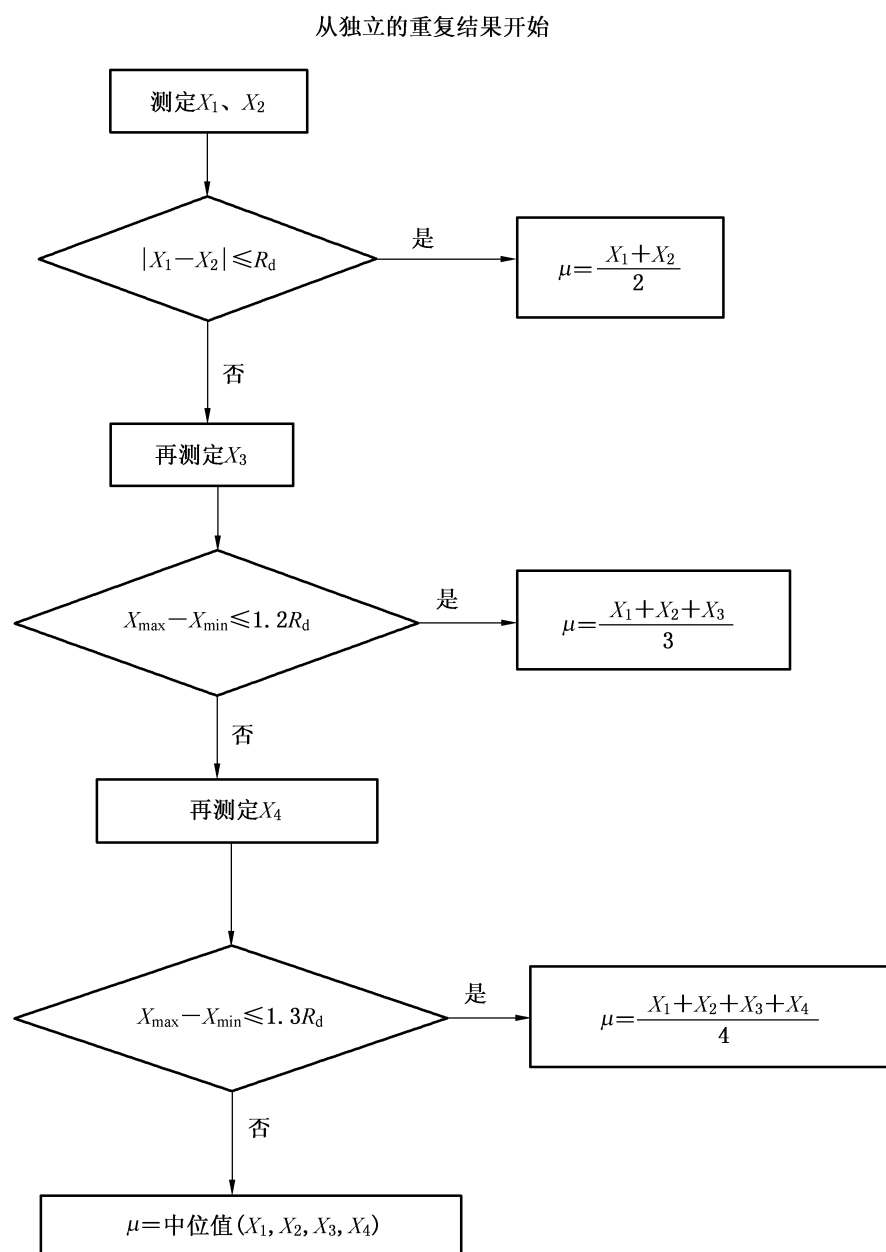 从独立的重复结果开始
测定X₁、X₂
|X₁−X₂|≤R_d
是
μ=(X₁+X₂)/2
否
再测定X₃
X_max−X_min≤1.2R_d
是
μ=(X₁+X₂+X₃)/3
否
再测定X₄
X_max−X_min≤1.3R_d
是
μ=(X₁+X₂+X₃+X₄)/4
否
μ=中位值(X₁,X₂,X₃,X₄)